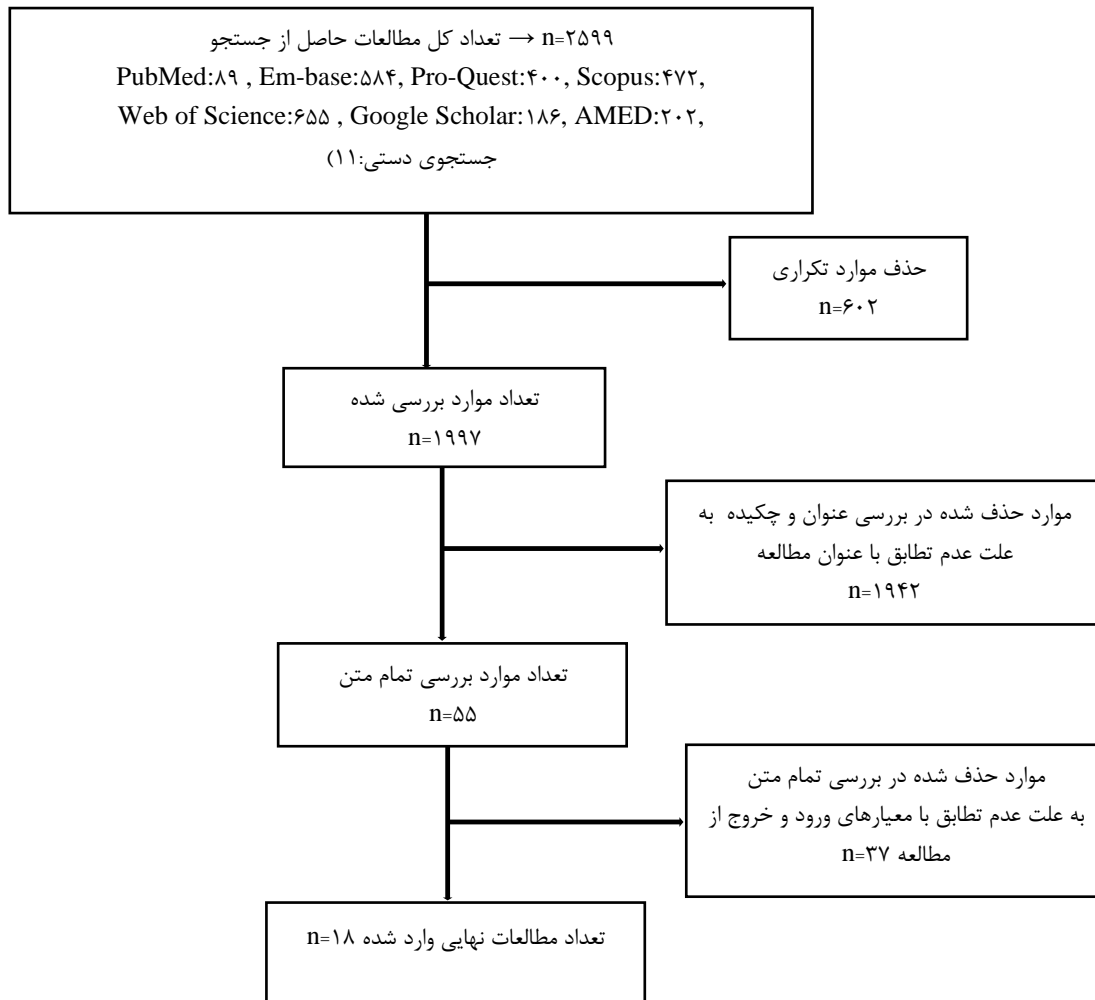 تعداد کل مطالعات حاصل از جستجو → n=۲۵۹۹
PubMed:۸۹ , Em-base:۵۸۴, Pro-Quest:۴۰۰, Scopus:۴۷۲,
Web of Science:۶۵۵ , Google Scholar:۱۸۶, AMED:۲۰۲,
جستجوی دستی:۱۱)
حذف موارد تکراری
n=۶۰۲
تعداد موارد بررسی شده
n=۱۹۹۷
موارد حذف شده در بررسی عنوان و چکیده به
علت عدم تطابق با عنوان مطالعه
n=۱۹۴۲
تعداد موارد بررسی تمام متن
n=۵۵
موارد حذف شده در بررسی تمام متن
به علت عدم تطابق با معیارهای ورود و خروج از
مطالعه n=۳۷
تعداد مطالعات نهایی وارد شده n=۱۸